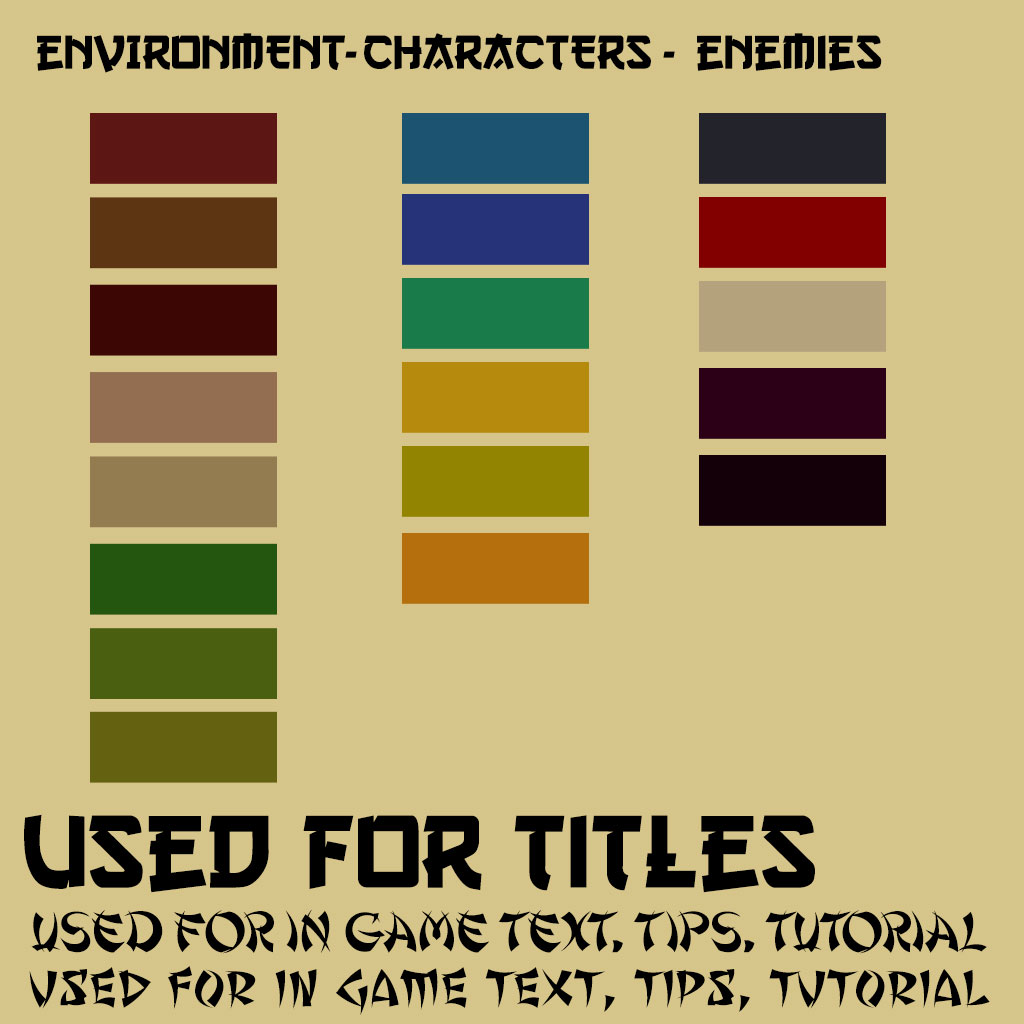 ENVIRONMENT- CHARACTERS - ENEMIES
USED FOR TITLES
USED FOR IN GAME TEXT, TIPS, TUTORIAL
USED FOR IN GAME TEXT, TIPS, TUTORIAL